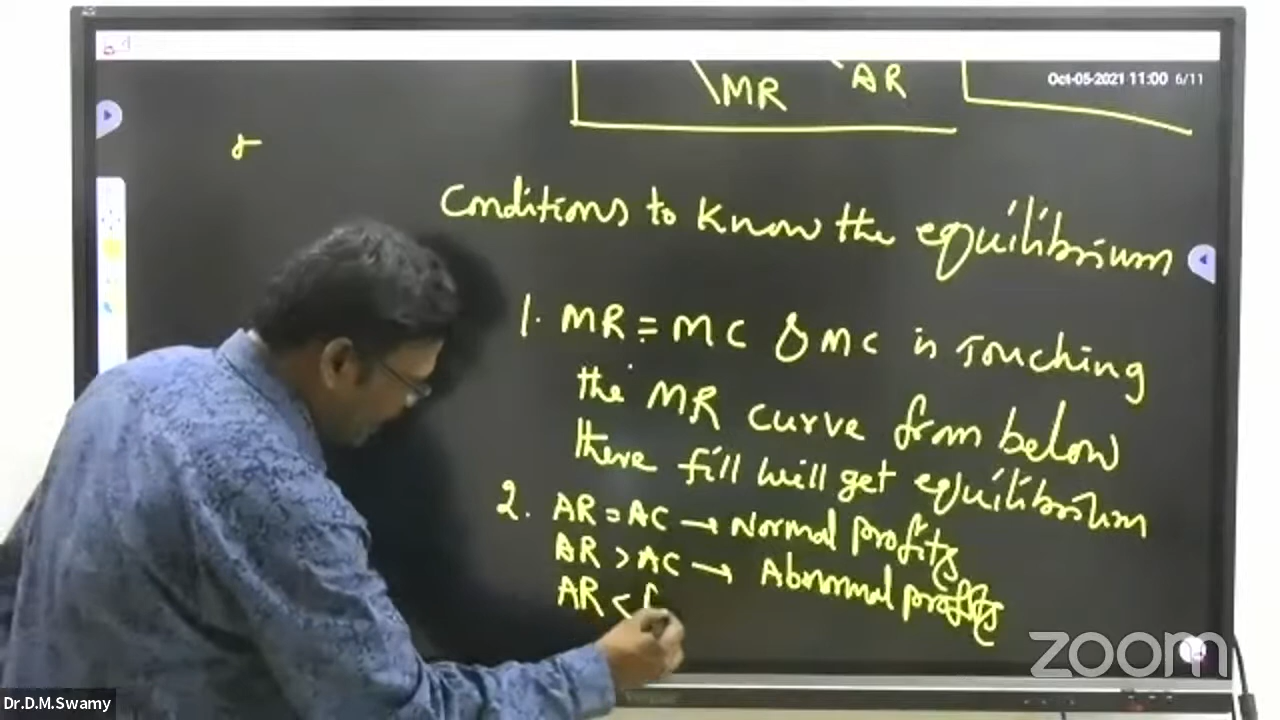 MR
AR
Oct-05-2021 11:00 6/11
Conditions to know the equilibrium
1. MR = MC & MC is Touching
the MR curve from below
there fill will get equilibrium
2. AR = AC → Normal profits
AR > AC → Abnormal profits
AR <
zoom
Dr.D.M.Swamy